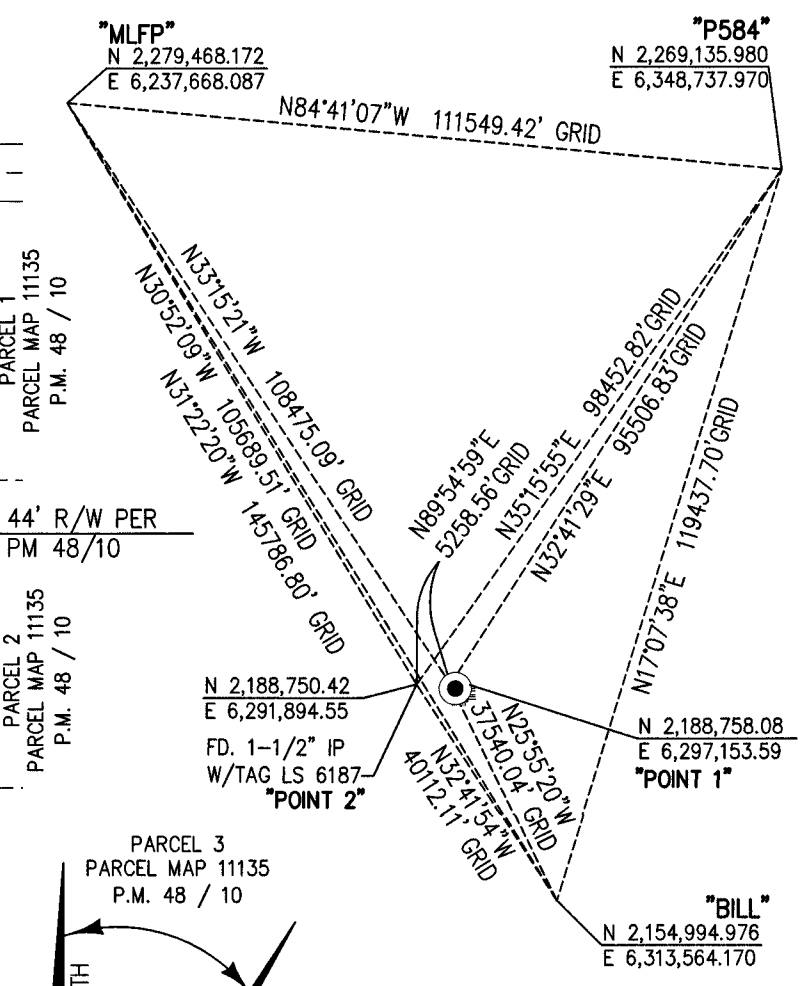 "MLFP"
N 2,279,468.172
E 6,237,668.087
"P584"
N 2,269,135.980
E 6,348,737.970
N84°41'07"W 111549.42' GRID
PARCEL 1
PARCEL MAP 11135
P.M. 48 / 10
N33°15'21"W 108475.09' GRID
N30°52'09"W 105689.51' GRID
N31°22'20"W 145786.80' GRID
N89°54'59"E
5258.56' GRID
N35°15'55"E 98452.82' GRID
N32°41'29"E 95506.83' GRID
N17°07'38"E 119437.70' GRID
44' R/W PER
PM 48/10
PARCEL 2
PARCEL MAP 11135
P.M. 48 / 10
N 2,188,750.42
E 6,291,894.55
FD. 1-1/2" IP
W/TAG LS 6187
"POINT 2"
N25°55'20"W
37540.04' GRID
N32°41'54"W
40112.11' GRID
N 2,188,758.08
E 6,297,153.59
"POINT 1"
PARCEL 3
PARCEL MAP 11135
P.M. 48 / 10
"BILL"
N 2,154,994.976
E 6,313,564.170
TH